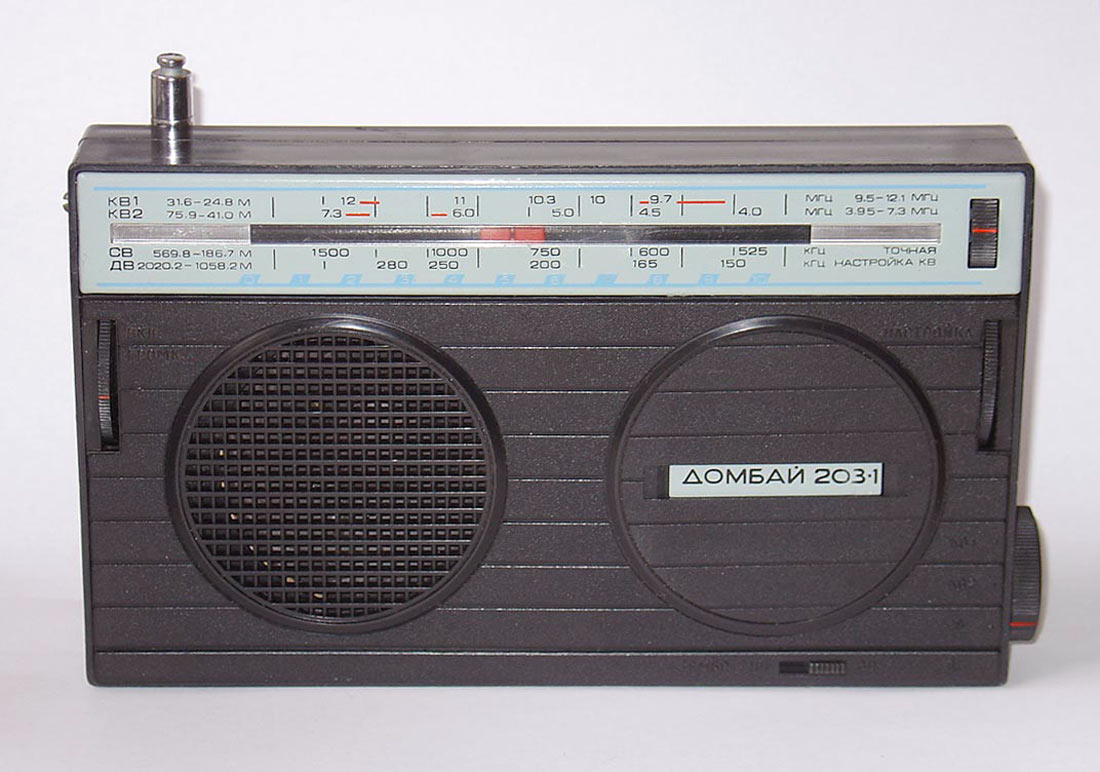 КВ1 31.6–24.8 М 12 11 10.3 10 9.7 МГЦ 9.5–12.1 МГЦ
КВ2 75.9–41.0 М 7.3 6.0 5.0 4.5 4.0 МГЦ 3.95–7.3 МГЦ
СВ 569.8–186.7 М 1500 1000 750 600 525 КГЦ ТОЧНАЯ
ДВ 2020.2–1058.2 М 280 250 200 165 150 КГЦ НАСТРОЙКА КВ
НАСТРОЙКА
ДОМБАЙ 203·1